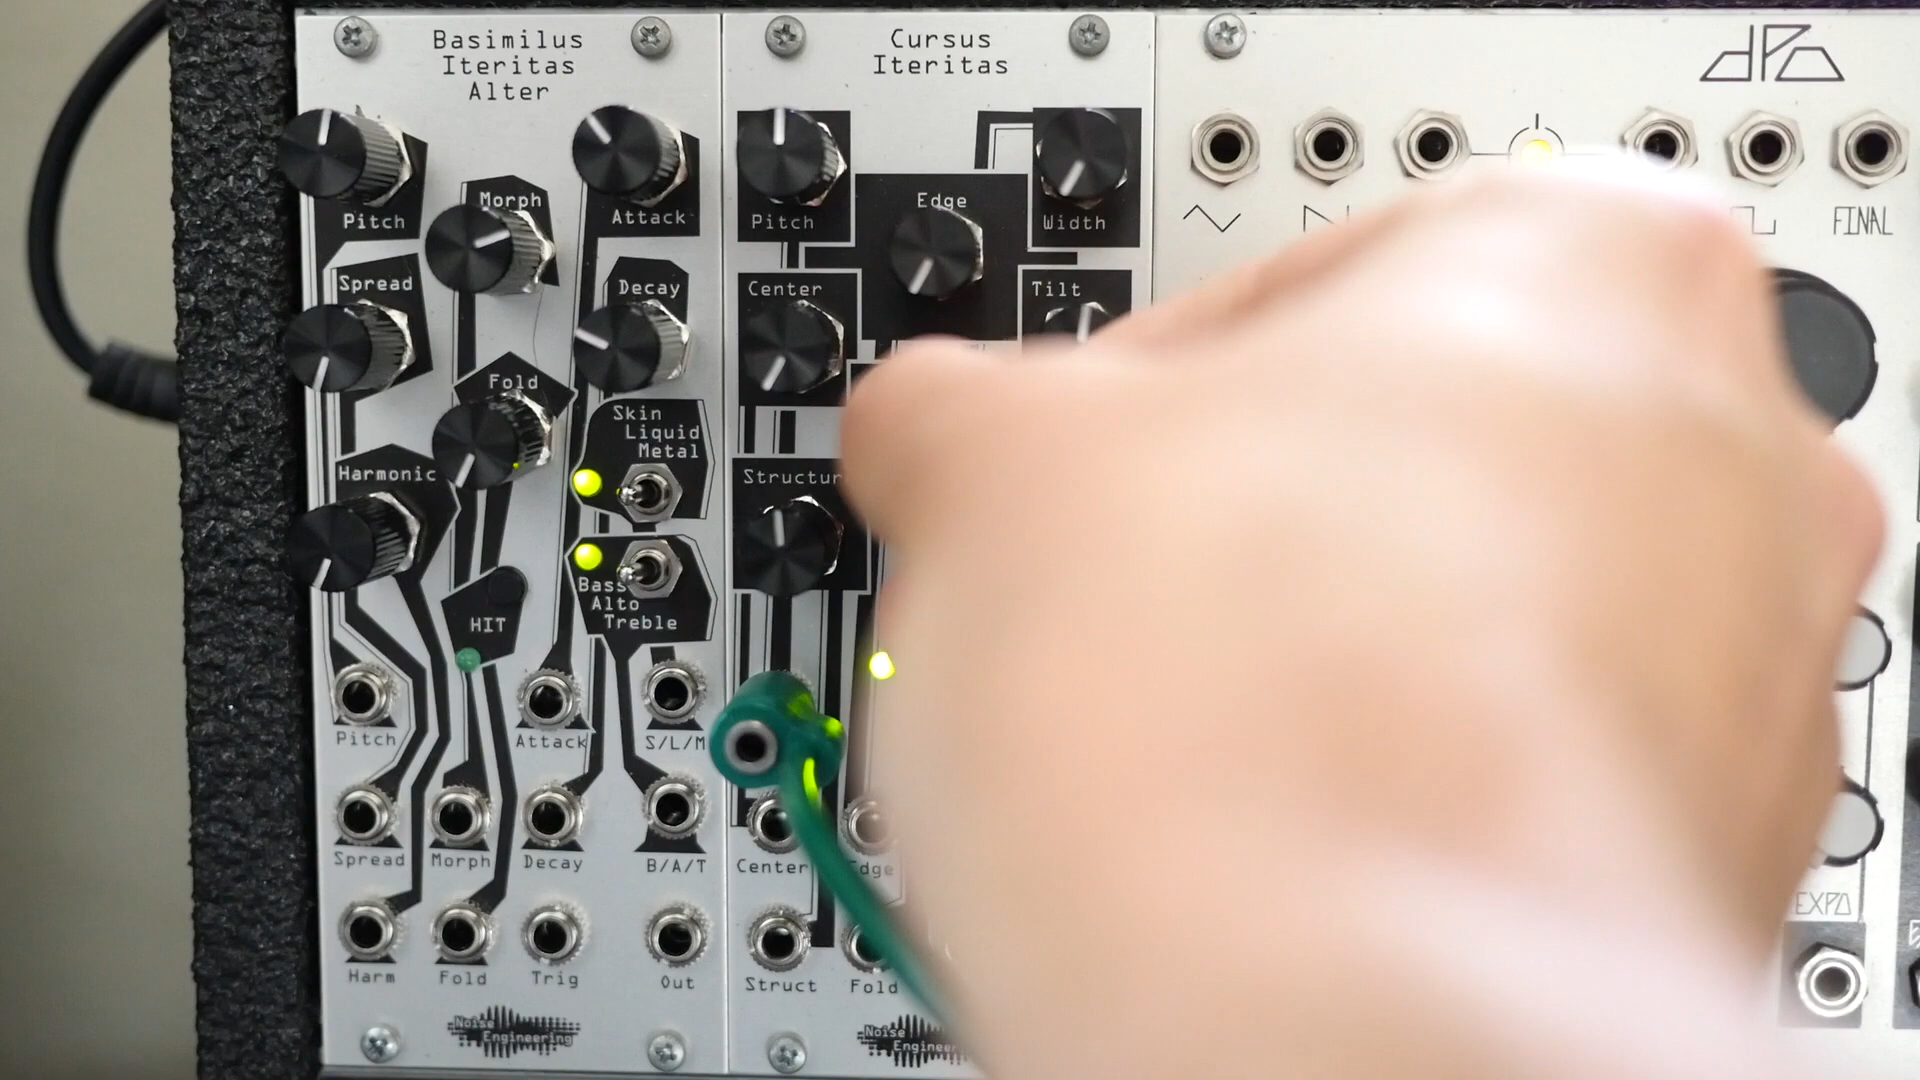 Basimilus
Iteritas
Alter
Pitch
Morph
Attack
Spread
Decay
Fold
Skin
Liquid
Metal
Harmonic
Bass
Alto
Treble
HIT
Pitch
Attack
S/L/M
Spread
Morph
Decay
B/A/T
Harm
Fold
Trig
Out
Noise
Engineering
Cursus
Iteritas
Pitch
Edge
Width
Center
Tilt
Structur
Center
Edge
Struct
Fold
Noise
Engineer
dPO
FINAL
EXPO